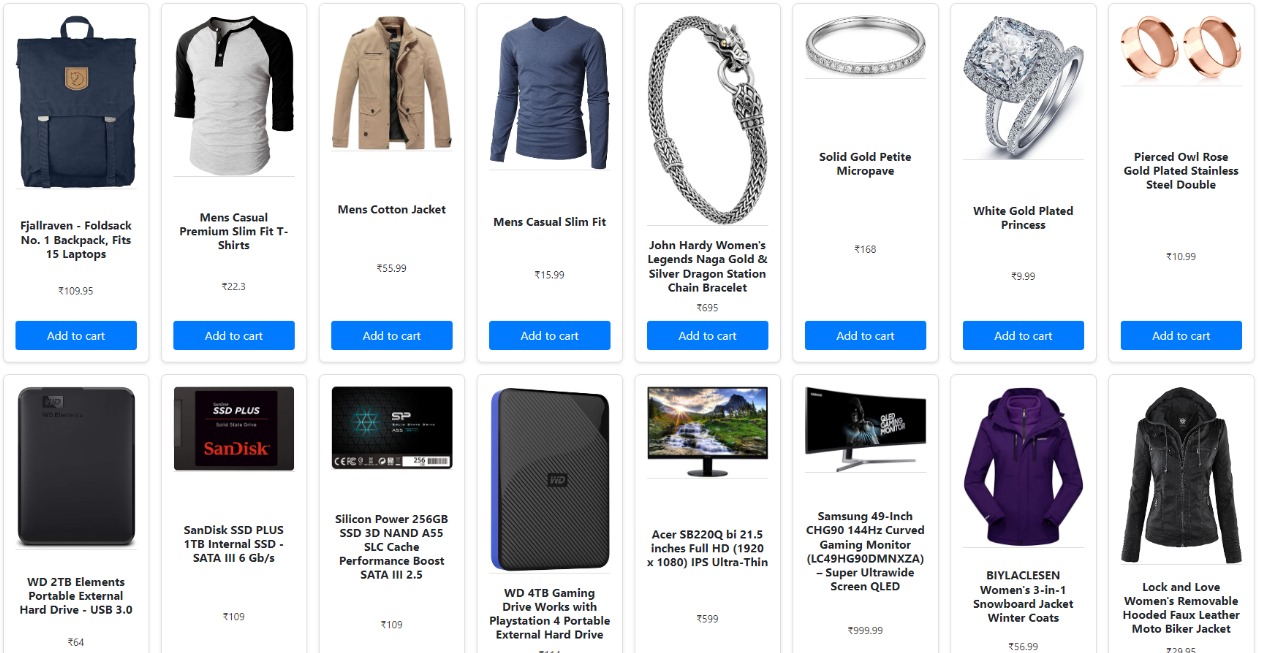 Fjallraven - Foldsack
No. 1 Backpack, Fits
15 Laptops
₹109.95
Add to cart
Mens Casual
Premium Slim Fit T-
Shirts
₹22.3
Add to cart
Mens Cotton Jacket
₹55.99
Add to cart
Mens Casual Slim Fit
₹15.99
Add to cart
John Hardy Women's
Legends Naga Gold &
Silver Dragon Station
Chain Bracelet
₹695
Add to cart
Solid Gold Petite
Micropave
₹168
Add to cart
White Gold Plated
Princess
₹9.99
Add to cart
Pierced Owl Rose
Gold Plated Stainless
Steel Double
₹10.99
Add to cart
WD
WD Elements
WD 2TB Elements
Portable External
Hard Drive - USB 3.0
₹64
SanDisk
SSD PLUS
Solid State Drive
SanDisk
SanDisk SSD PLUS
1TB Internal SSD -
SATA III 6 Gb/s
₹109
SP
A55
256
Silicon Power 256GB
SSD 3D NAND A55
SLC Cache
Performance Boost
SATA III 2.5
₹109
WD
WD 4TB Gaming
Drive Works with
Playstation 4 Portable
External Hard Drive
Acer SB220Q bi 21.5
inches Full HD (1920
x 1080) IPS Ultra-Thin
₹599
QLED
GAMING
MONITOR
Samsung 49-Inch
CHG90 144Hz Curved
Gaming Monitor
(LC49HG90DMNXZA)
– Super Ultrawide
Screen QLED
₹999.99
BIYLACLESEN
Women's 3-in-1
Snowboard Jacket
Winter Coats
₹56.99
Lock and Love
Women's Removable
Hooded Faux Leather
Moto Biker Jacket
₹29.95